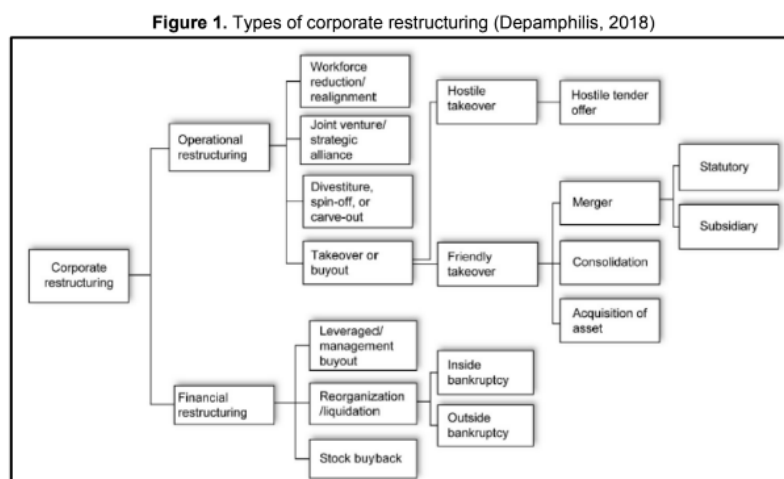 Figure 1. Types of corporate restructuring (Depamphilis, 2018)
Workforce
reduction/
realignment
Hostile
takeover
Hostile tender
offer
Operational
restructuring
Joint venture/
strategic
alliance
Statutory
Divestiture,
spin-off, or
carve-out
Merger
Subsidiary
Takeover or
buyout
Friendly
takeover
Consolidation
Corporate
restructuring
Acquisition of
asset
Leveraged/
management
buyout
Inside
bankruptcy
Financial
restructuring
Reorganization
/liquidation
Outside
bankruptcy
Stock buyback